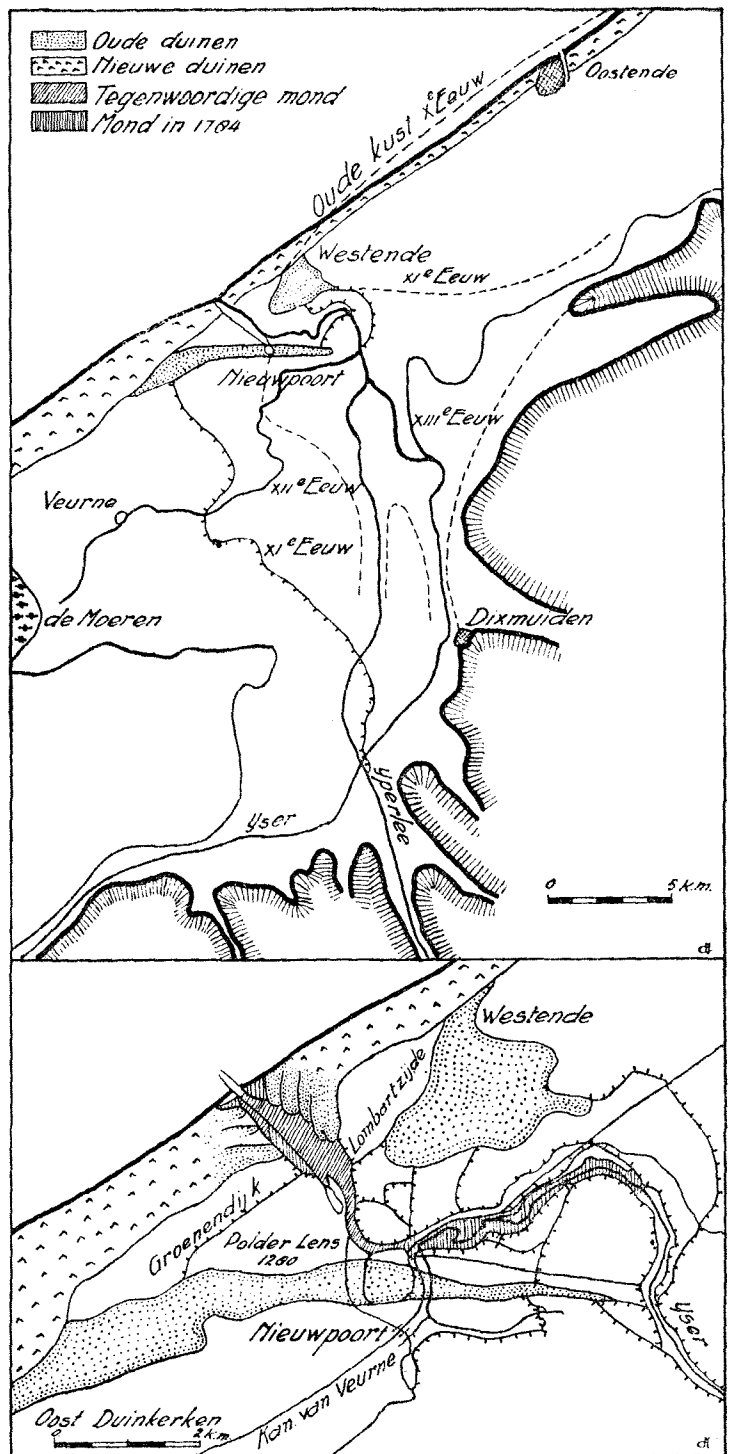 Oude duinen
Nieuwe duinen
Tegenwoordige mond
Mond in 1784
Oude kust Xe Eeuw
Oostende
Westende
XIe Eeuw
Nieuwpoort
XIIIe Eeuw
XIIe Eeuw
Veurne
XIe Eeuw
de Moeren
Dixmuiden
Yser
Yperlee
0 5 k.m.
Westende
Lombartzijde
Groenendijk
Polder Lens
1280
Nieuwpoort
Yser
Kan. van Veurne
Oost Duinkerken
0 2 k.m.